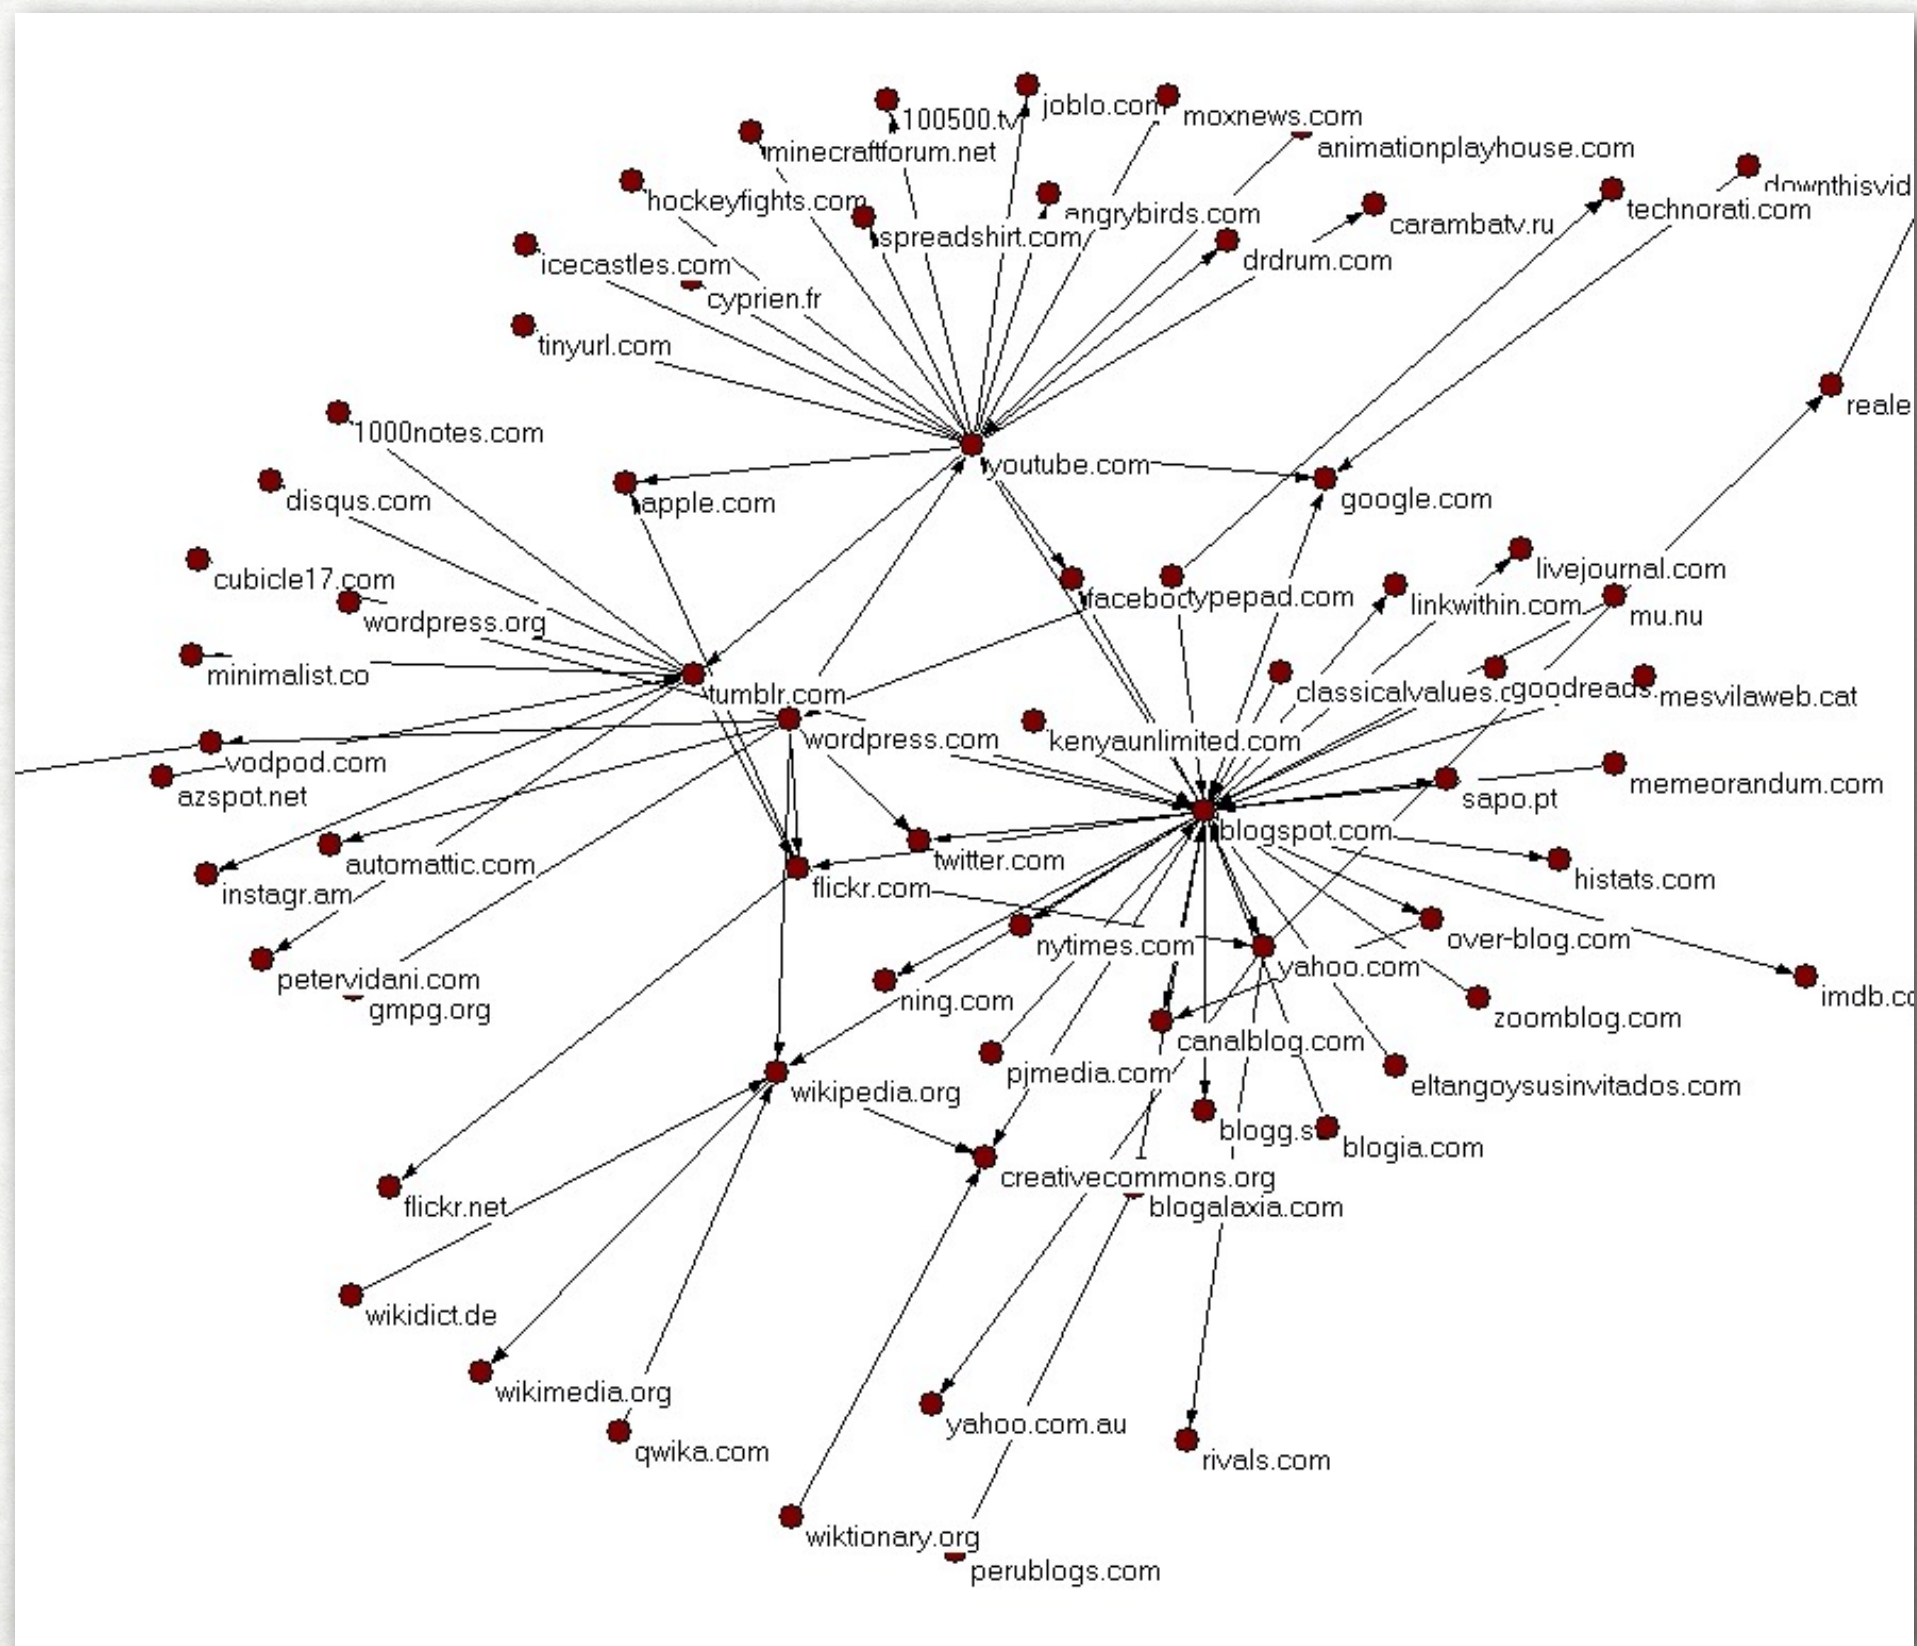 100500.tv
joblo.com
moxnews.com
minecraftforum.net
animationplayhouse.com
downthisvid
hockeyfights.com
angrybirds.com
technorati.com
spreadshirt.com
carambatv.ru
icecastles.com
drdrum.com
cyprien.fr
tinyurl.com
reale
1000notes.com
youtube.com
disqus.com
apple.com
google.com
livejournal.com
cubicle17.com
faceboo
typepad.com
linkwithin.com
wordpress.org
mu.nu
minimalist.co
tumblr.com
classicalvalues.c
goodreads.
mesvilaweb.cat
wordpress.com
kenyaunlimited.com
vodpod.com
memeorandum.com
azspot.net
sapo.pt
blogspot.com
automattic.com
twitter.com
instagr.am
flickr.com
histats.com
nytimes.com
over-blog.com
petervidani.com
yahoo.com
gmpg.org
ning.com
imdb.co
zoomblog.com
canalblog.com
pjmedia.com
eltangoysusinvitados.com
wikipedia.org
blogg.s
blogia.com
creativecommons.org
flickr.net
blogalaxia.com
wikidict.de
wikimedia.org
yahoo.com.au
qwika.com
rivals.com
wiktionary.org
perublogs.com